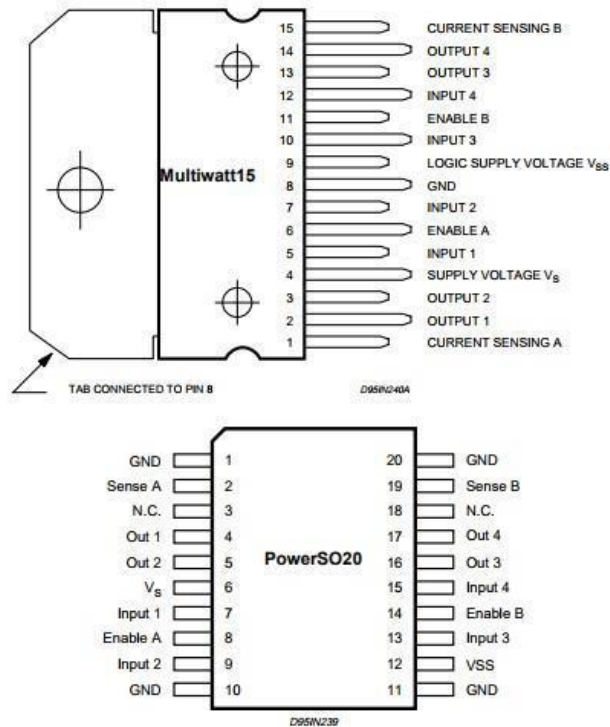 15 CURRENT SENSING B
14 OUTPUT 4
13 OUTPUT 3
12 INPUT 4
11 ENABLE B
10 INPUT 3
9 LOGIC SUPPLY VOLTAGE VSS
Multiwatt15
8 GND
7 INPUT 2
6 ENABLE A
5 INPUT 1
4 SUPPLY VOLTAGE VS
3 OUTPUT 2
2 OUTPUT 1
1 CURRENT SENSING A
TAB CONNECTED TO PIN 8
D95IN240A
GND 1 20 GND
Sense A 2 19 Sense B
N.C. 3 18 N.C.
Out 1 4 17 Out 4
Out 2 5 PowerSO20 16 Out 3
VS 6 15 Input 4
Input 1 7 14 Enable B
Enable A 8 13 Input 3
Input 2 9 12 VSS
GND 10 11 GND
D95IN239